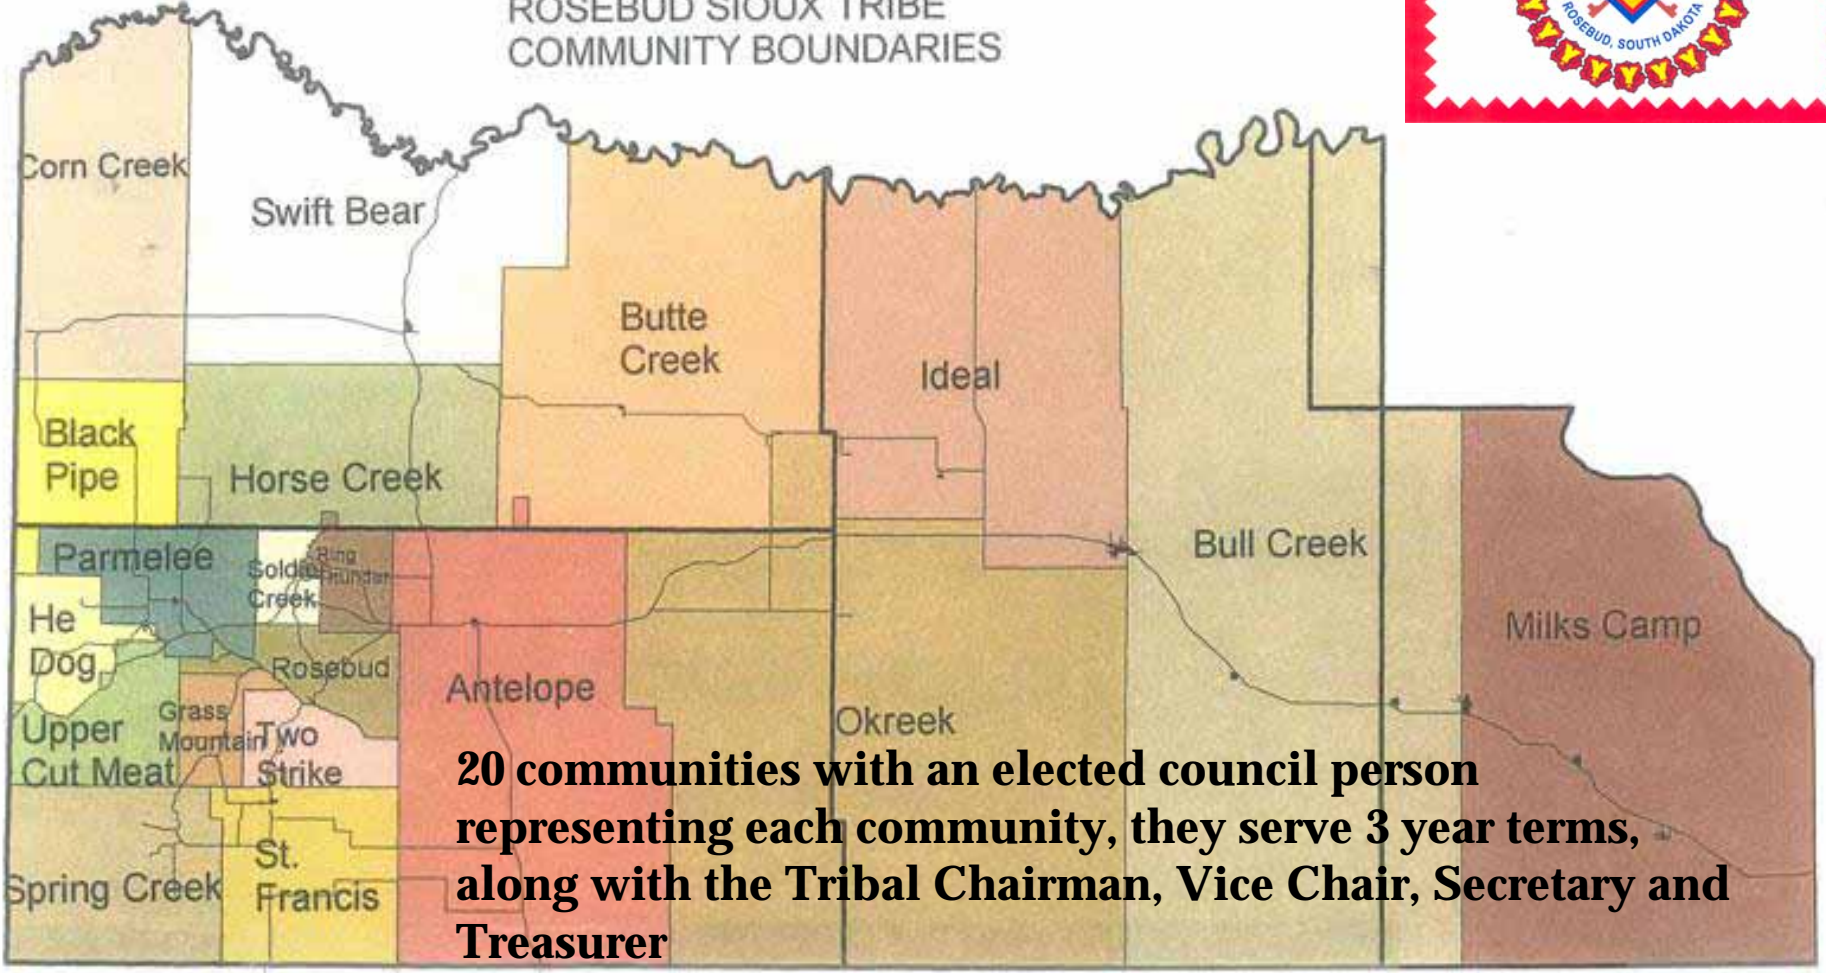 ROSEBUD SIOUX TRIBE
COMMUNITY BOUNDARIES
ROSEBUD, SOUTH DAKOTA
Corn Creek
Swift Bear
Butte
Creek
Ideal
Black
Pipe
Horse Creek
Bull Creek
Parmelee
Soldier
Creek
Ring
Thunder
He
Dog
Rosebud
Antelope
Milks Camp
Upper
Cut Meat
Grass
Mountain
Two
Strike
Okreek
Spring Creek
St.
Francis
20 communities with an elected council person
representing each community, they serve 3 year terms,
along with the Tribal Chairman, Vice Chair, Secretary and
Treasurer